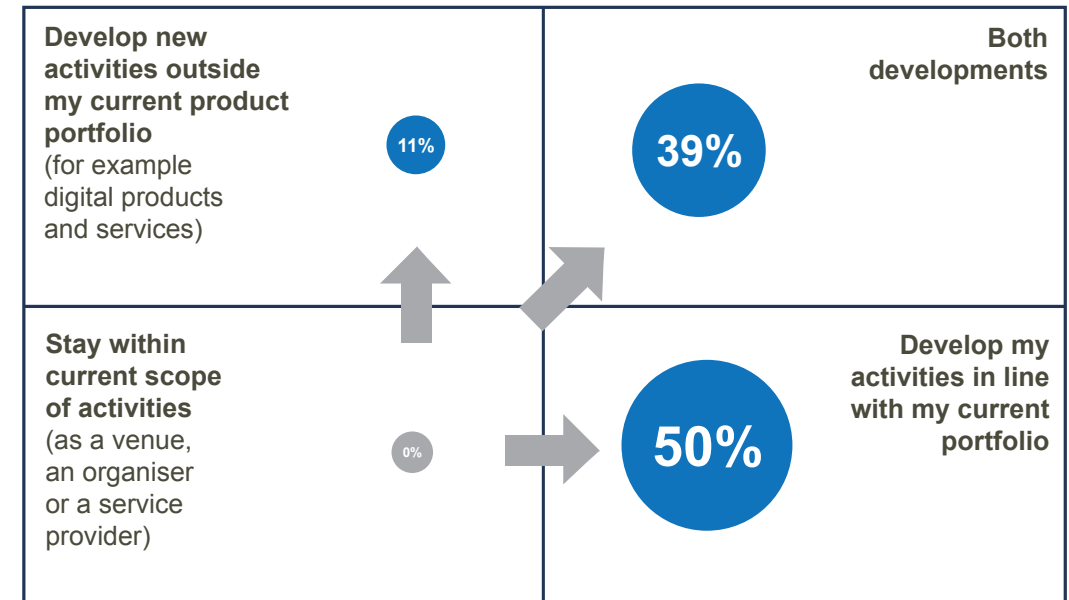 Develop new
activities outside
my current product
portfolio
(for example
digital products
and services)
11%
Both
developments
39%
Stay within
current scope
of activities
(as a venue,
an organiser
or a service
provider)
0%
Develop my
activities in line
with my current
portfolio
50%